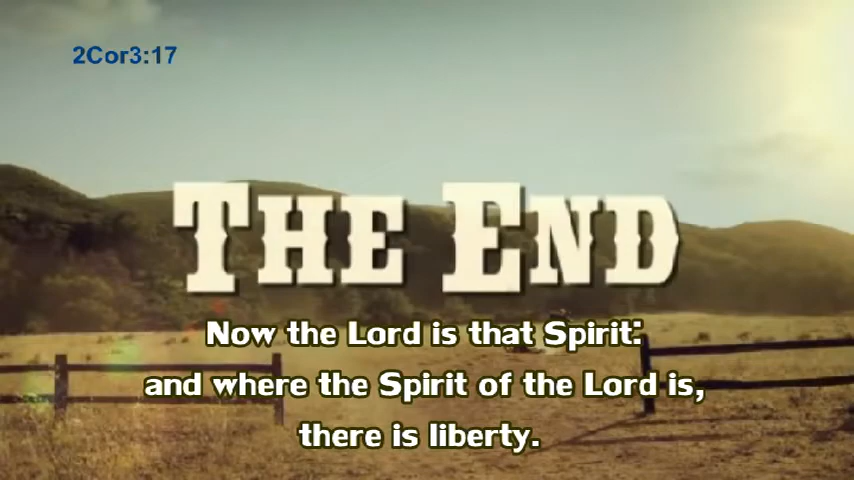 2Cor3:17
THE END
Now the Lord is that Spirit:
and where the Spirit of the Lord is,
there is liberty.